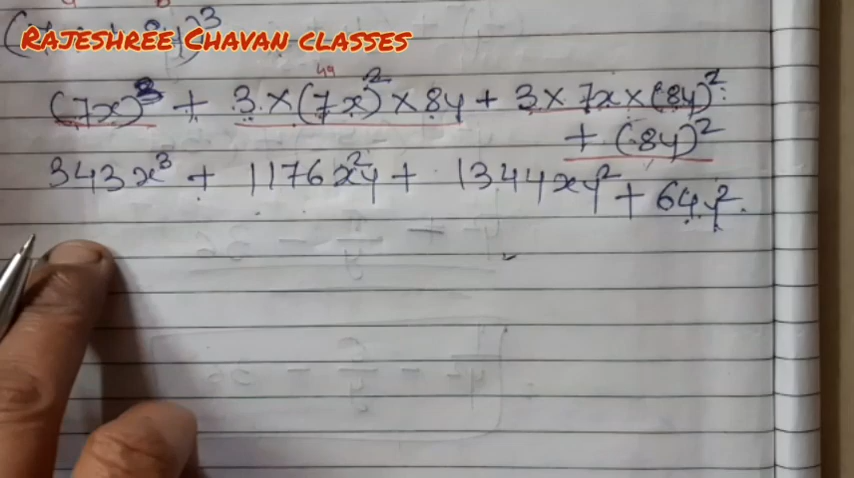 RAJESHREE CHAVAN CLASSES
(7x)³ + 3 × (7x)² × 8y + 3 × 7x × (8y)²
49
+ (8y)²
343x³ + 1176x²y + 1344xy² + 64y².